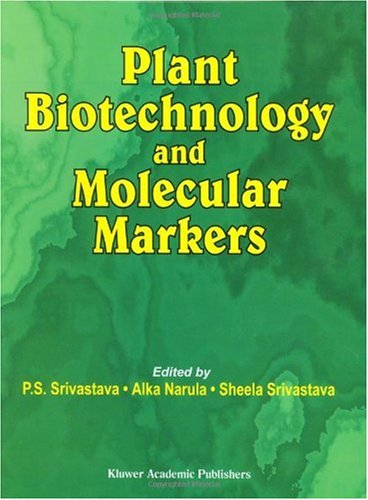 Plant
Biotechnology
and
Molecular
Markers
Edited by
P.S. Srivastava • Alka Narula • Sheela Srivastava
Kluwer Academic Publishers